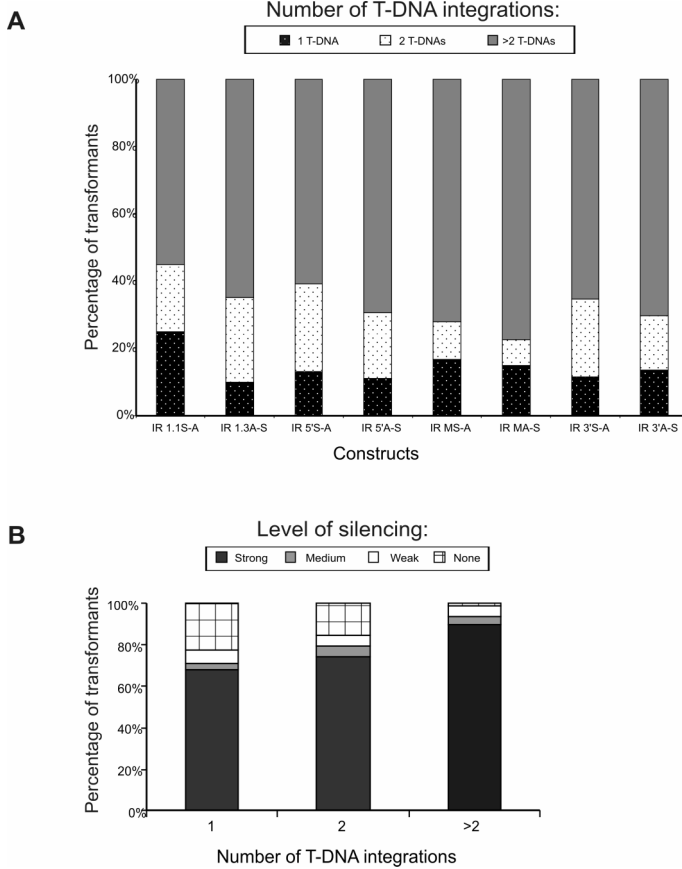 A
Number of T-DNA integrations:
1 T-DNA 2 T-DNAs >2 T-DNAs
Percentage of transformants
100%
80%
60%
40%
20%
0%
IR 1.1S-A IR 1.3A-S IR 5'S-A IR 5'A-S IR MS-A IR MA-S IR 3'S-A IR 3'A-S
Constructs
B
Level of silencing:
Strong Medium Weak None
Percentage of transformants
100%
80%
60%
40%
20%
0%
1 2 >2
Number of T-DNA integrations